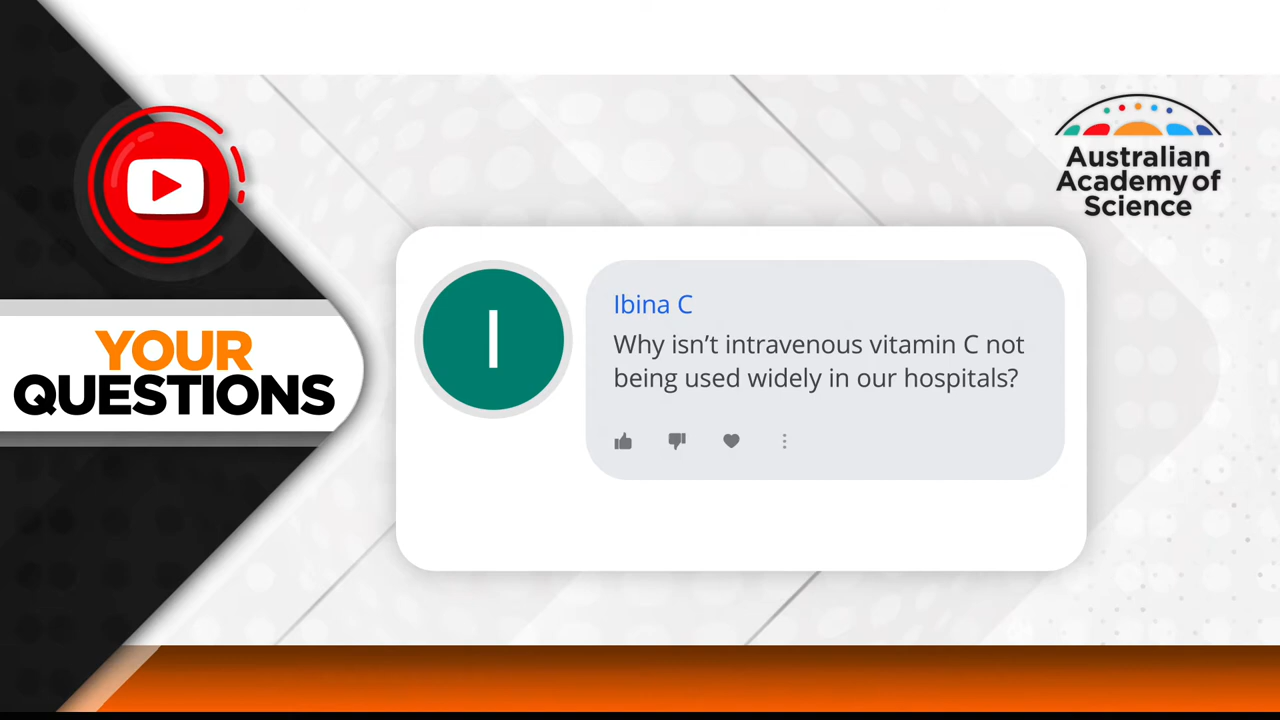 YOUR
QUESTIONS
Australian
Academy of
Science
I
Ibina C
Why isn’t intravenous vitamin C not
being used widely in our hospitals?